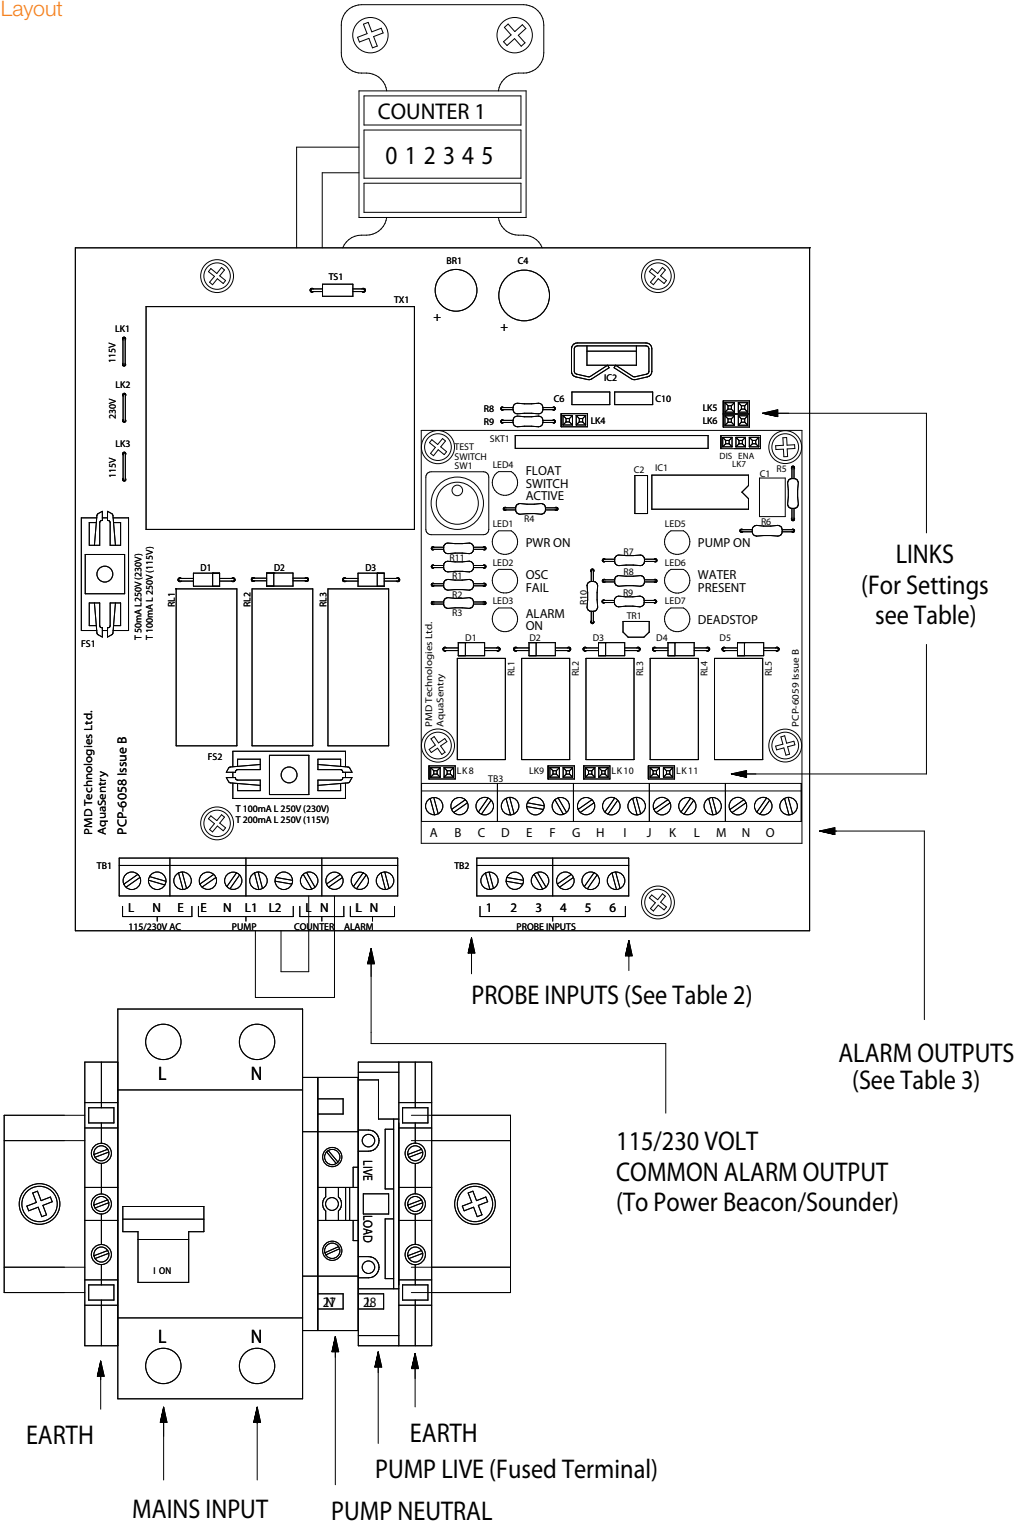 Layout
COUNTER 1
0 1 2 3 4 5
BR1
C4
TS1
TX1
+
+
LK1
115V
LK2
230V
LK3
115V
IC2
C6
C10
R8
R9
LK4
LK5
LK6
SKT1
DIS ENA
LK7
TEST
SWITCH
SW1
LED4
FLOAT
SWITCH
ACTIVE
R4
C2
IC1
C1
R5
R6
LED1
PWR ON
R11
LED2
OSC
FAIL
R1
R2
LED3
ALARM
ON
R3
LED5
PUMP ON
R7
LED6
WATER
PRESENT
R8
R9
R10
LED7
DEADSTOP
TR1
LINKS
(For Settings
see Table)
FS1
T 50mA L250V (230V)
T 100mA L 250V (115V)
D1
D2
D3
RL1
RL2
RL3
D1
D2
D3
D4
D5
RL1
RL2
RL3
RL4
RL5
PMD Technologies Ltd.
AquaSentry
PCP-6059 Issue B
PMD Technologies Ltd.
AquaSentry
PCP-6058 Issue B
FS2
T 100mA L 250V (230V)
T 200mA L 250V (115V)
LK8
LK9
LK10
LK11
TB3
A B C D E F G H I J K L M N O
TB1
L N E E N L1 L2 L N L N
115/230V AC PUMP COUNTER ALARM
TB2
1 2 3 4 5 6
PROBE INPUTS
PROBE INPUTS (See Table 2)
ALARM OUTPUTS
(See Table 3)
115/230 VOLT
COMMON ALARM OUTPUT
(To Power Beacon/Sounder)
L N
LIVE
LOAD
I ON
L N
EARTH
EARTH
PUMP LIVE (Fused Terminal)
MAINS INPUT
PUMP NEUTRAL